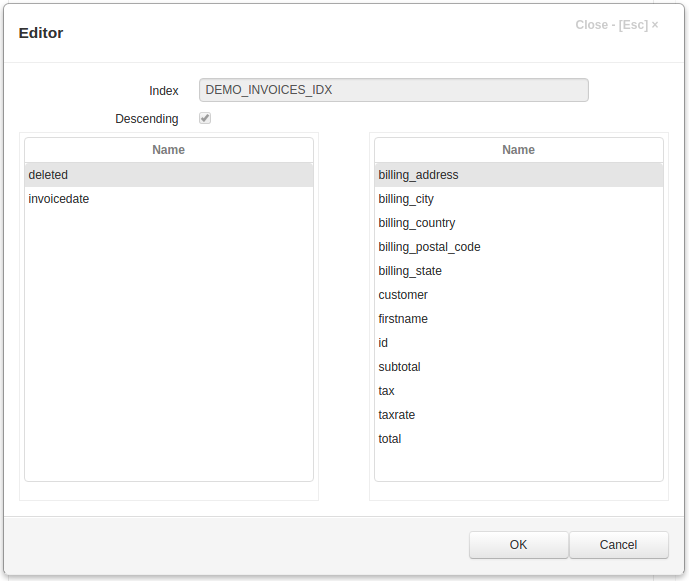 Editor
Close - [Esc] ×
Index
DEMO_INVOICES_IDX
Descending
Name
deleted
invoicedate
Name
billing_address
billing_city
billing_country
billing_postal_code
billing_state
customer
firstname
id
subtotal
tax
taxrate
total
OK
Cancel